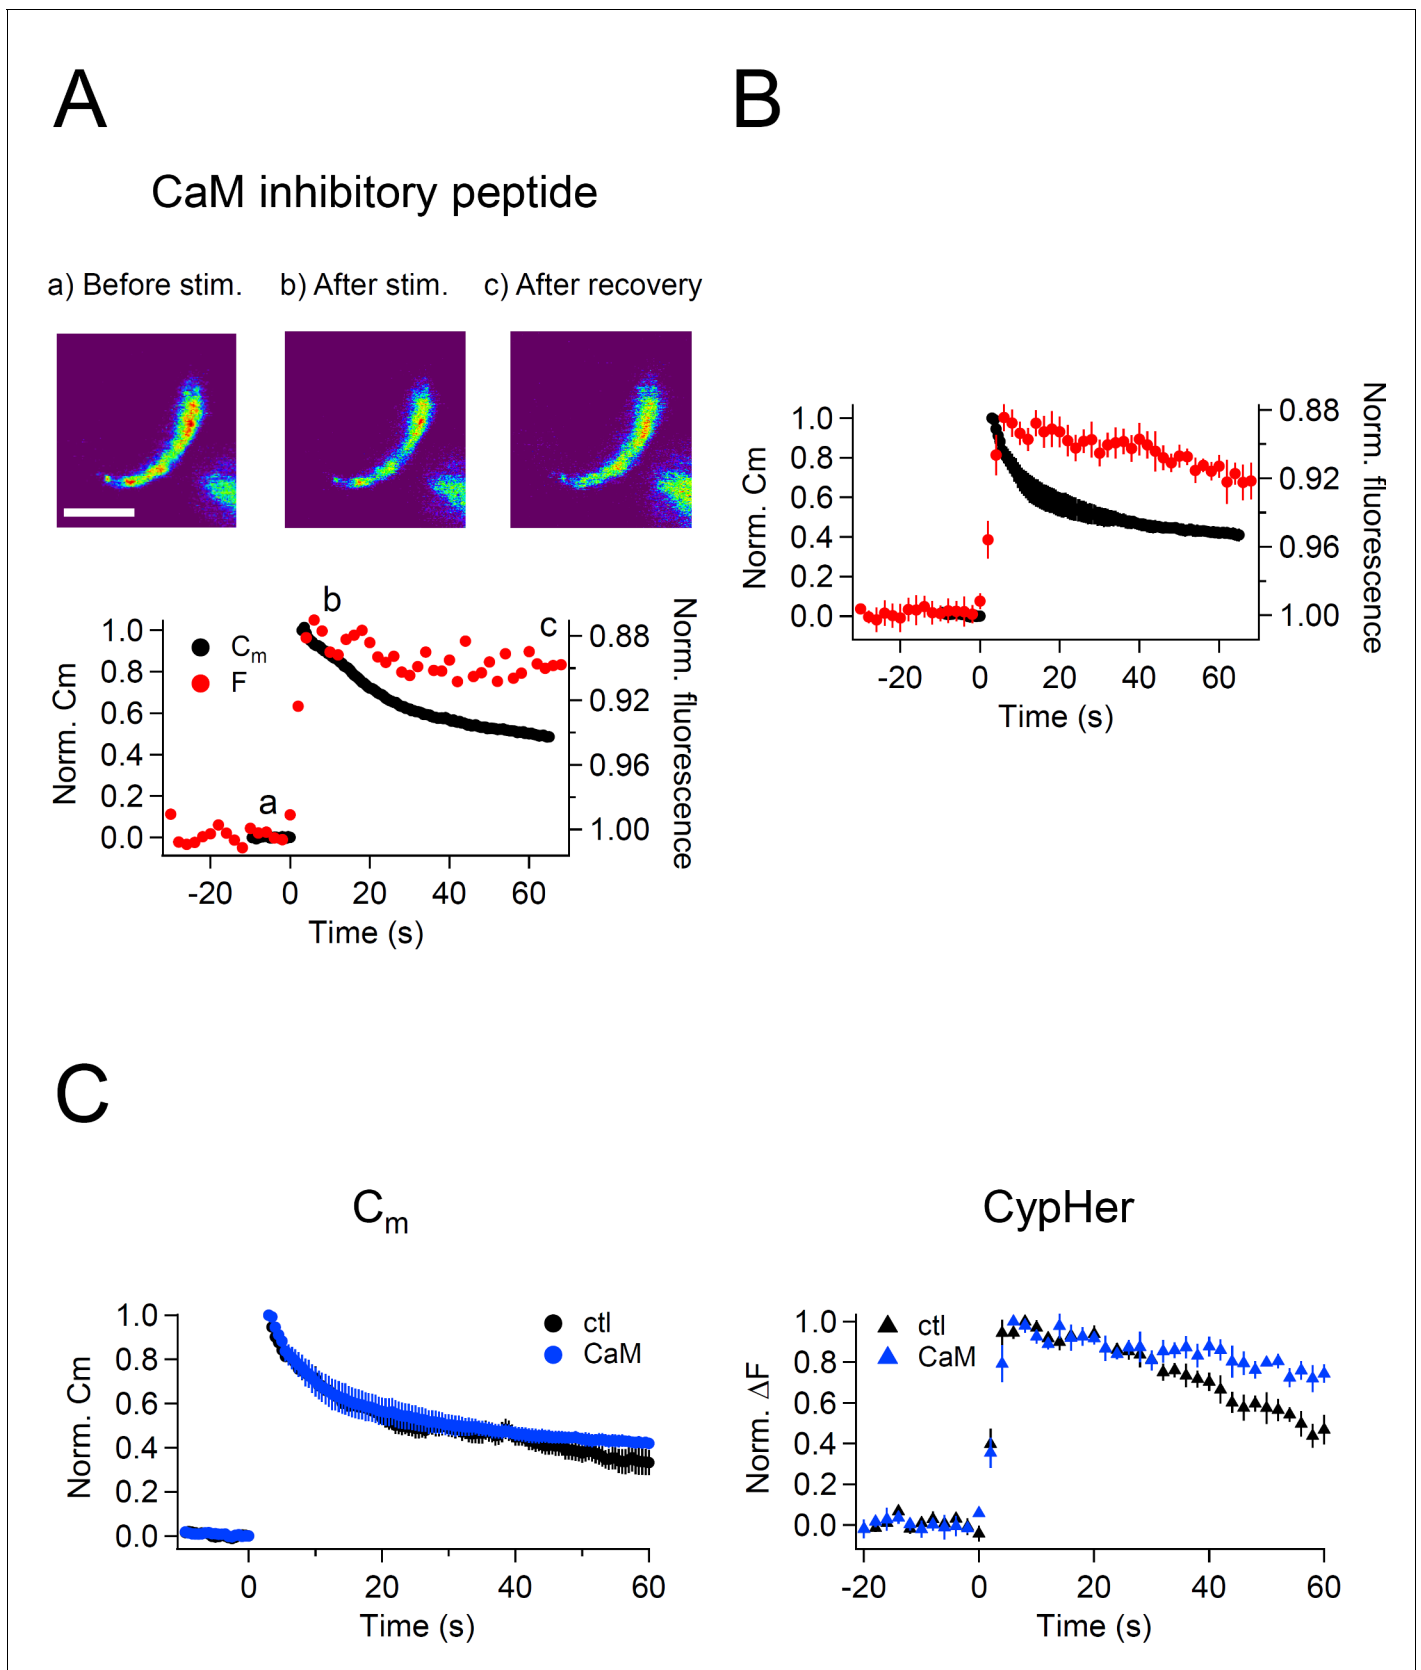 A
B
CaM inhibitory peptide
a) Before stim.
b) After stim.
c) After recovery
1.0
0.8
0.6
0.4
0.2
0.0
Norm. Cm
Cm
F
a
b
c
0.88
0.92
0.96
1.00
Norm. fluorescence
-20
0
20
40
60
Time (s)
1.0
0.8
0.6
0.4
0.2
0.0
Norm. Cm
0.88
0.92
0.96
1.00
Norm. fluorescence
-20
0
20
40
60
Time (s)
C
Cm
1.0
0.8
0.6
0.4
0.2
0.0
Norm. Cm
ctl
CaM
0
20
40
60
Time (s)
CypHer
1.0
0.8
0.6
0.4
0.2
0.0
Norm. ΔF
ctl
CaM
-20
0
20
40
60
Time (s)